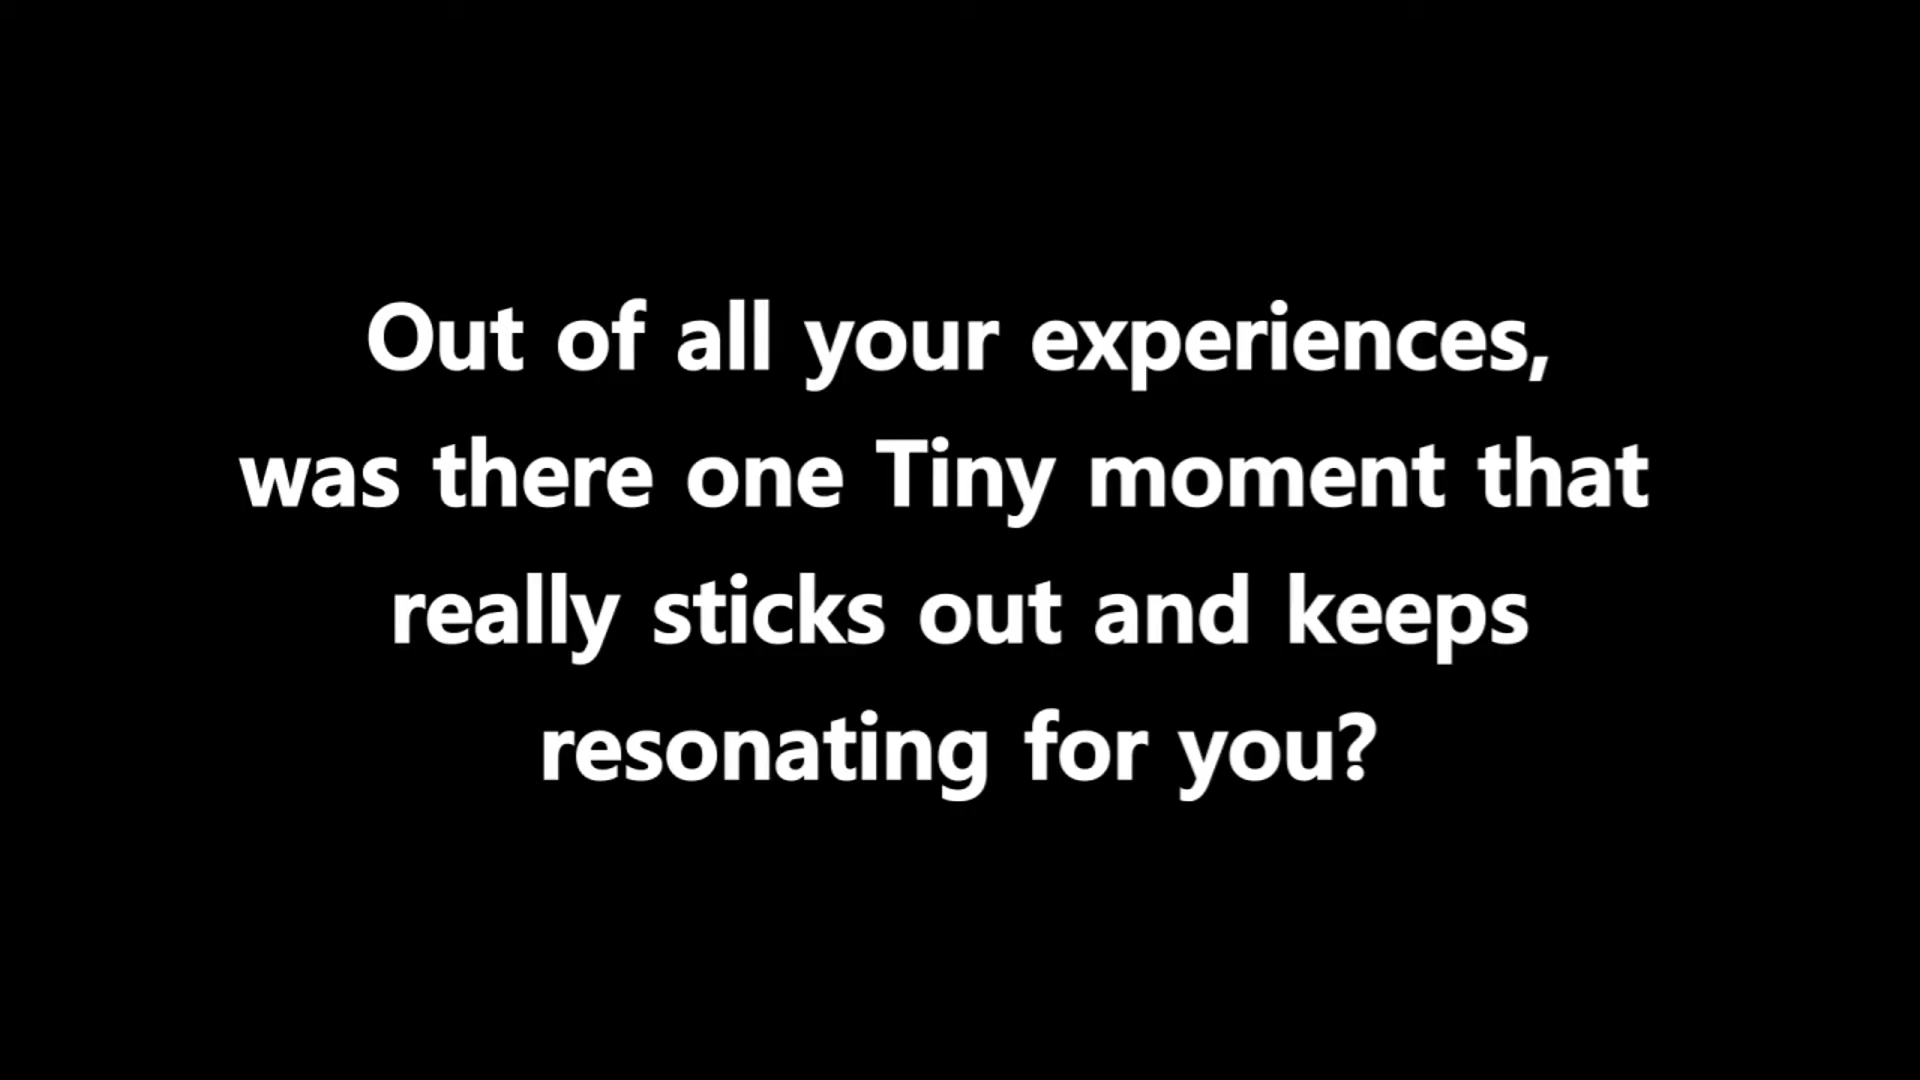 Out of all your experiences,
was there one Tiny moment that
really sticks out and keeps
resonating for you?